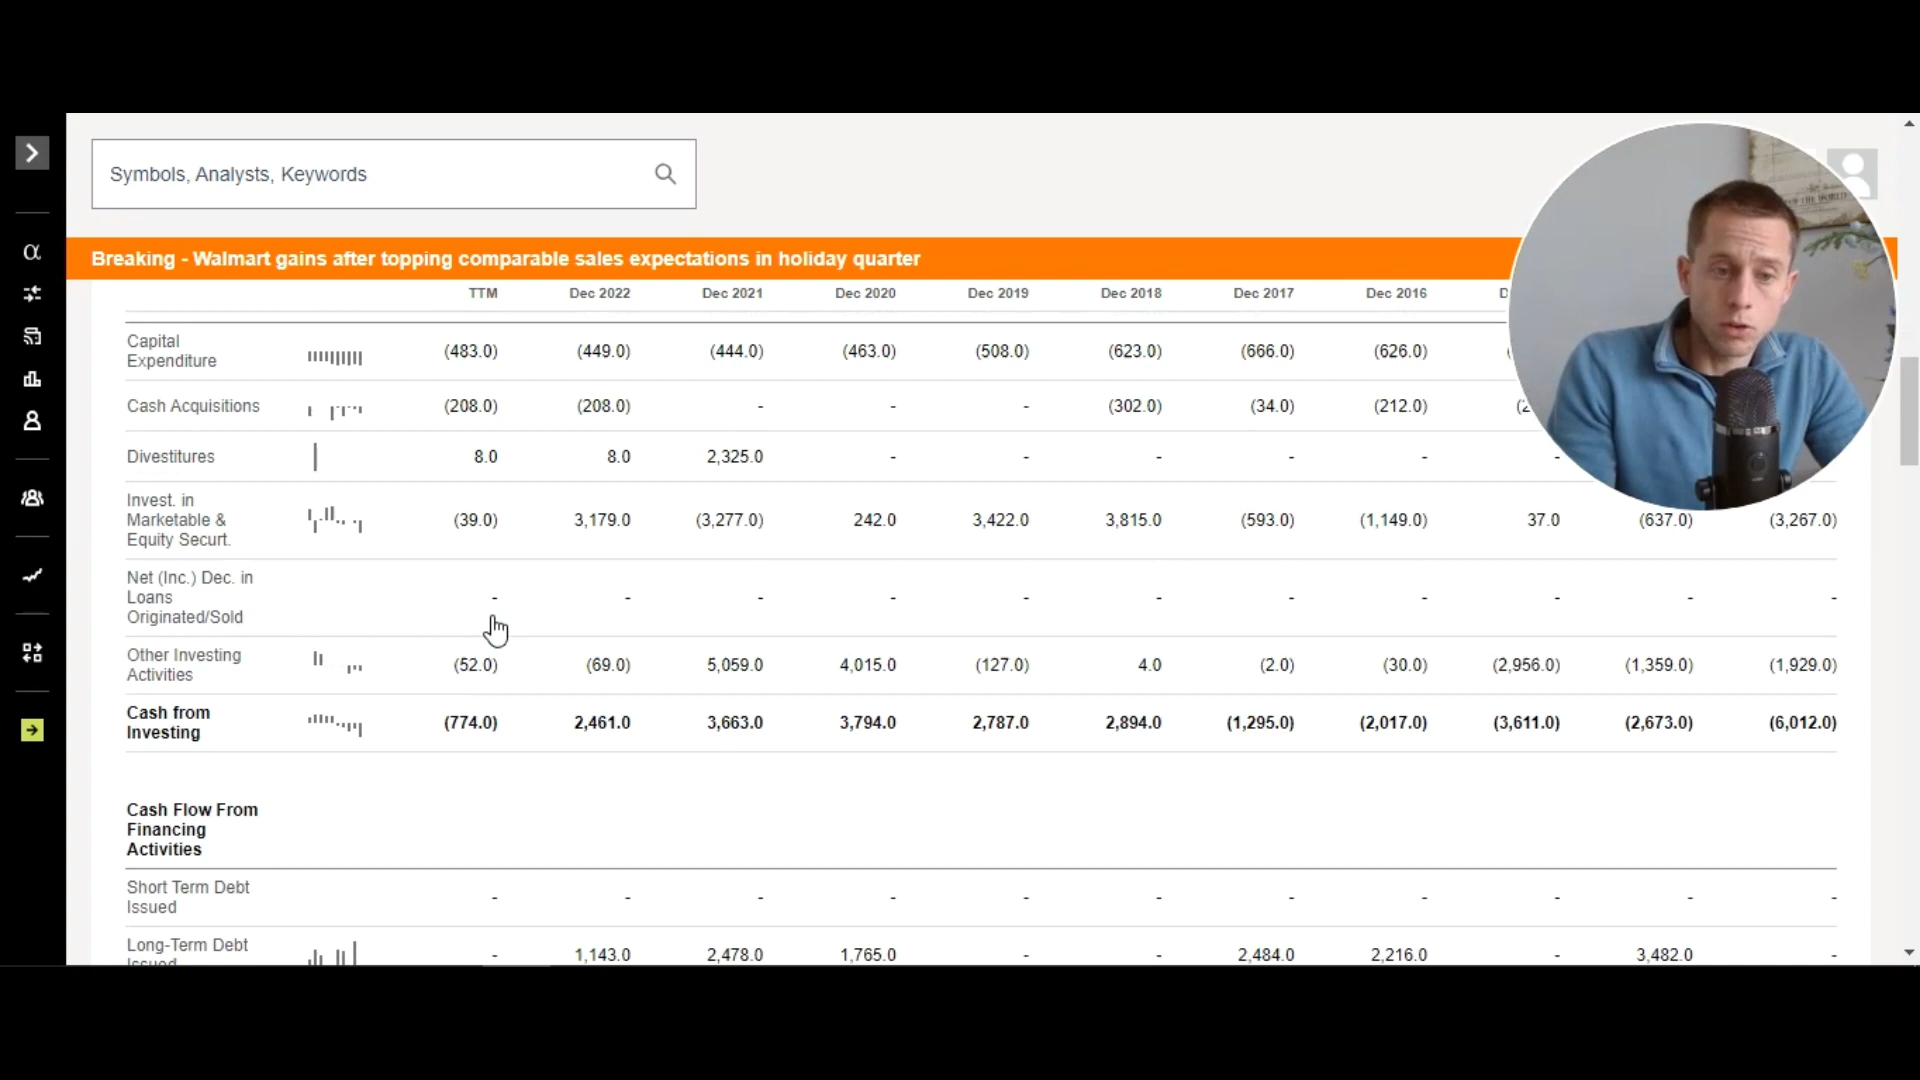 Symbols, Analysts, Keywords
Breaking - Walmart gains after topping comparable sales expectations in holiday quarter
TTM Dec 2022 Dec 2021 Dec 2020 Dec 2019 Dec 2018 Dec 2017 Dec 2016
Capital
Expenditure (483.0) (449.0) (444.0) (463.0) (508.0) (623.0) (666.0) (626.0)
Cash Acquisitions (208.0) (208.0) - - - (302.0) (34.0) (212.0)
Divestitures 8.0 8.0 2,325.0 - - - - - -
Invest. in
Marketable &
Equity Securt. (39.0) 3,179.0 (3,277.0) 242.0 3,422.0 3,815.0 (593.0) (1,149.0) 37.0 (637.0) (3,267.0)
Net (Inc.) Dec. in
Loans
Originated/Sold - - - - - - - - - - -
Other Investing
Activities (52.0) (69.0) 5,059.0 4,015.0 (127.0) 4.0 (2.0) (30.0) (2,956.0) (1,359.0) (1,929.0)
Cash from
Investing (774.0) 2,461.0 3,663.0 3,794.0 2,787.0 2,894.0 (1,295.0) (2,017.0) (3,611.0) (2,673.0) (6,012.0)
Cash Flow From
Financing
Activities
Short Term Debt
Issued - - - - - - - - - - -
Long-Term Debt
Issued - 1,143.0 2,478.0 1,765.0 - - 2,484.0 2,216.0 - 3,482.0 -